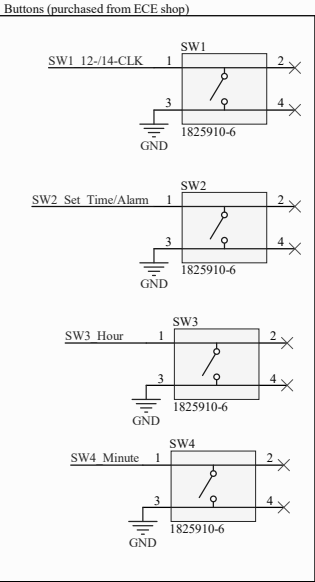 Buttons (purchased from ECE shop)
SW1
SW1_12-/14-CLK 1 2
3 4
GND 1825910-6
SW2
SW2_Set_Time/Alarm 1 2
3 4
GND 1825910-6
SW3
SW3_Hour 1 2
3 4
GND 1825910-6
SW4
SW4_Minute 1 2
3 4
GND 1825910-6